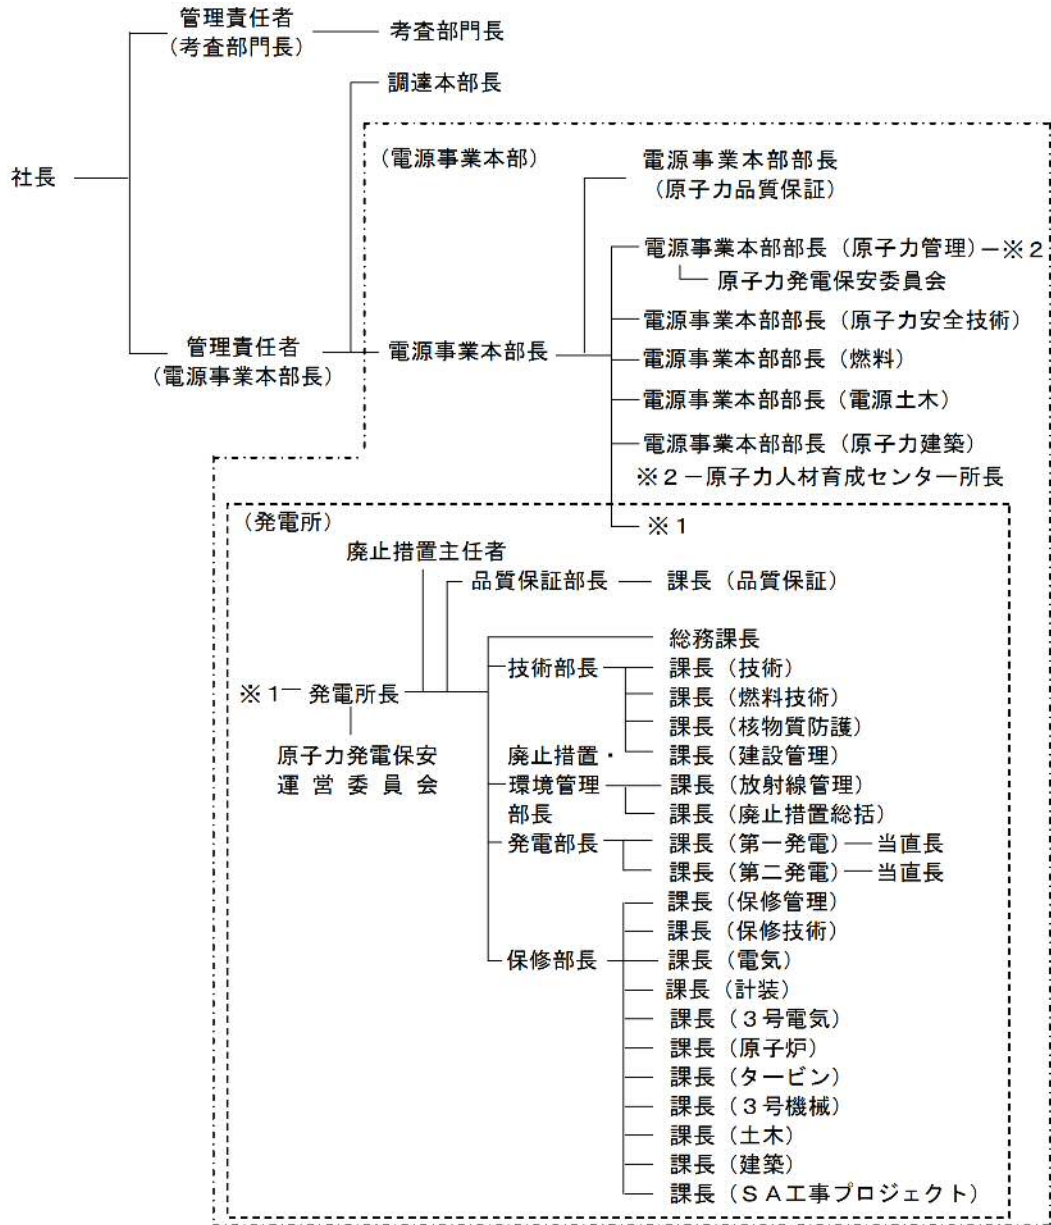 管理責任者
(考査部門長)
考査部門長
調達本部長
(電源事業本部)
電源事業本部部長
(原子力品質保証)
社長
電源事業本部部長(原子力管理)-※2
原子力発電保安委員会
電源事業本部部長(原子力安全技術)
管理責任者
(電源事業本部長)
電源事業本部長
電源事業本部部長(燃料)
電源事業本部部長(電源土木)
電源事業本部部長(原子力建築)
※2-原子力人材育成センター所長
※1
(発電所)
廃止措置主任者
品質保証部長
課長(品質保証)
総務課長
技術部長
課長(技術)
※1
発電所長
課長(燃料技術)
課長(核物質防護)
課長(建設管理)
原子力発電保安
運営委員会
廃止措置・
環境管理
部長
課長(放射線管理)
課長(廃止措置総括)
発電部長
課長(第一発電)
当直長
課長(第二発電)
当直長
課長(保修管理)
課長(保修技術)
保修部長
課長(電気)
課長(計装)
課長(3号電気)
課長(原子炉)
課長(タービン)
課長(3号機械)
課長(土木)
課長(建築)
課長(SA工事プロジェクト)